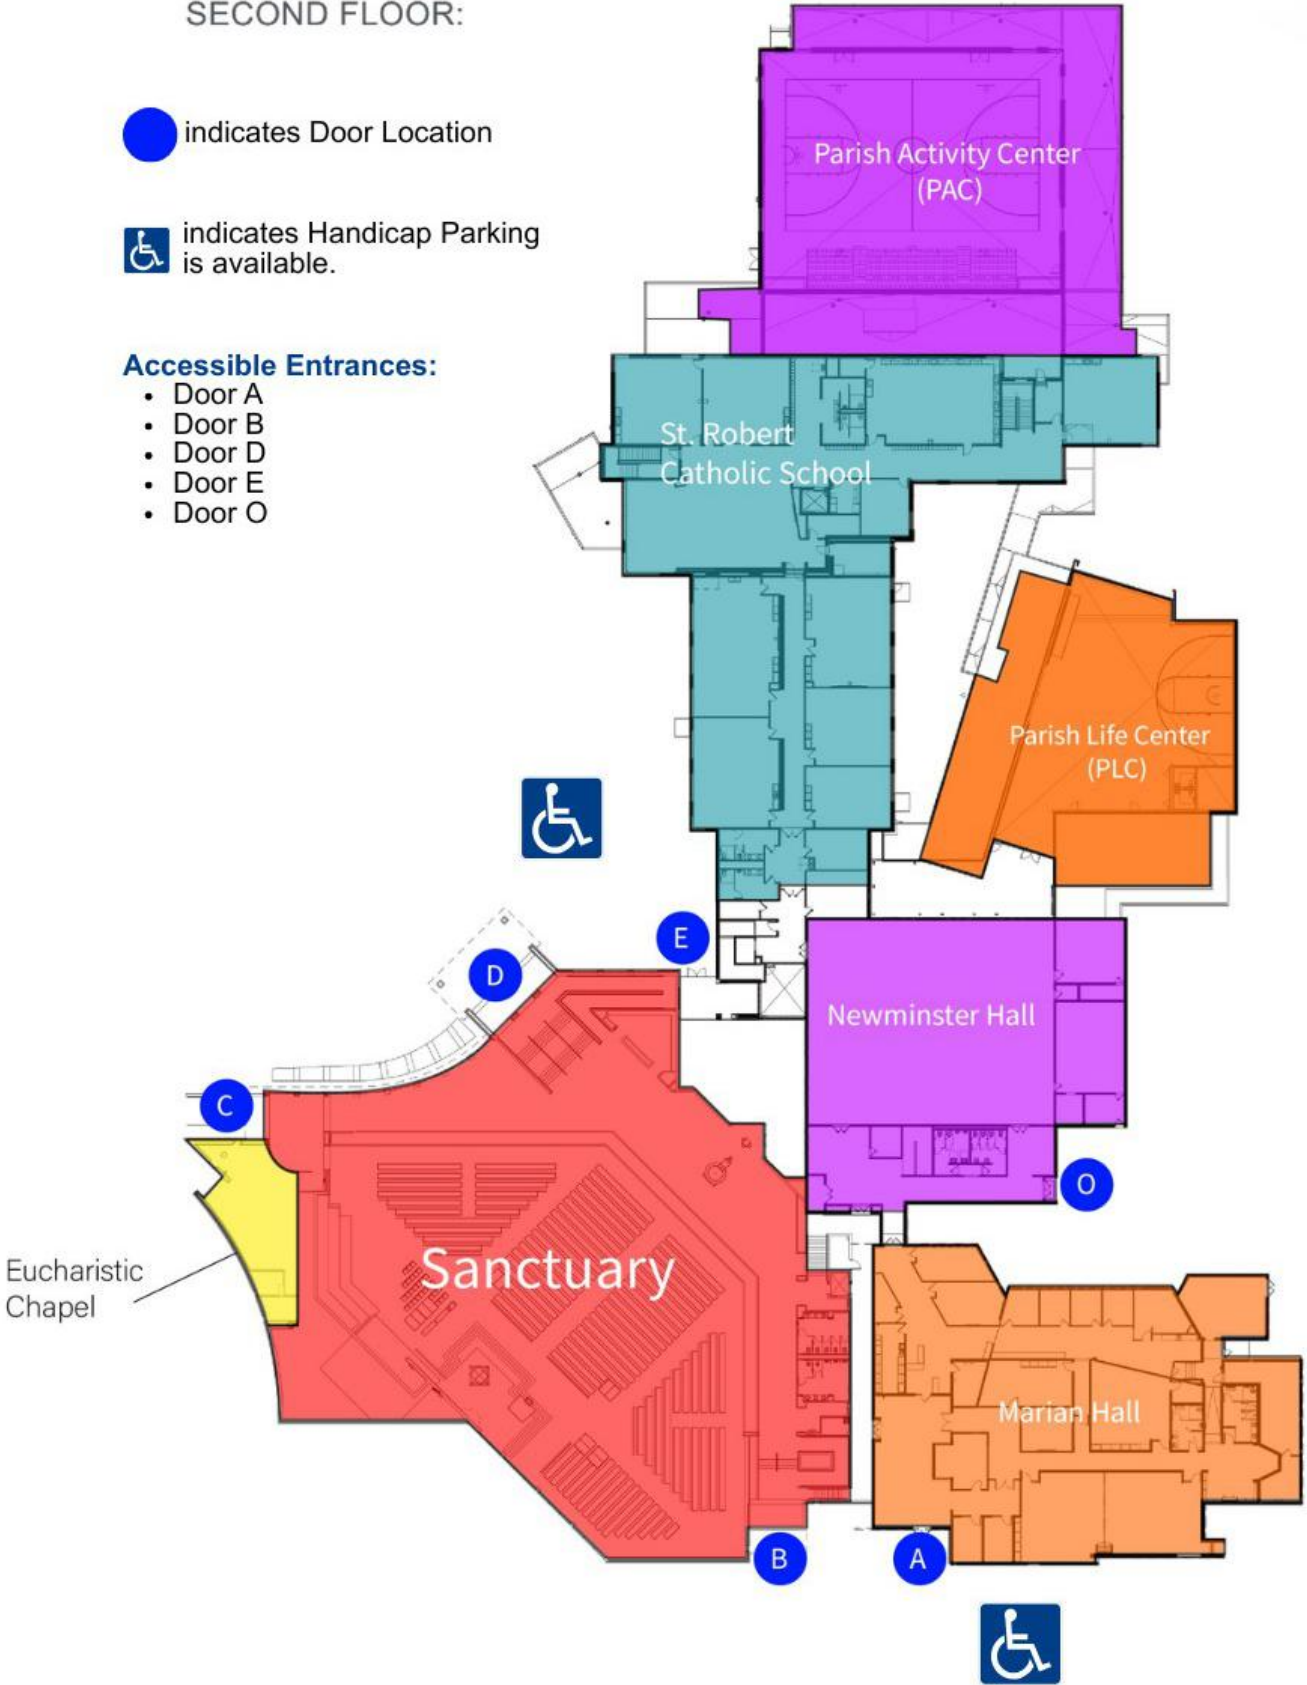 SECOND FLOOR:
indicates Door Location
indicates Handicap Parking
is available.
Accessible Entrances:
• Door A
• Door B
• Door D
• Door E
• Door O
Parish Activity Center
(PAC)
St. Robert
Catholic School
Parish Life Center
(PLC)
E
D
Newminster Hall
C
O
Eucharistic
Chapel
Sanctuary
Marian Hall
B
A